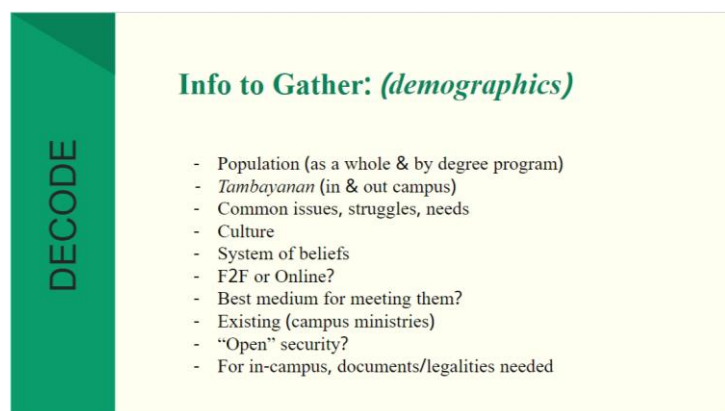 DECODE
Info to Gather: (demographics)
- Population (as a whole & by degree program)
- Tambayanan (in & out campus)
- Common issues, struggles, needs
- Culture
- System of beliefs
- F2F or Online?
- Best medium for meeting them?
- Existing (campus ministries)
- “Open” security?
- For in-campus, documents/legalities needed